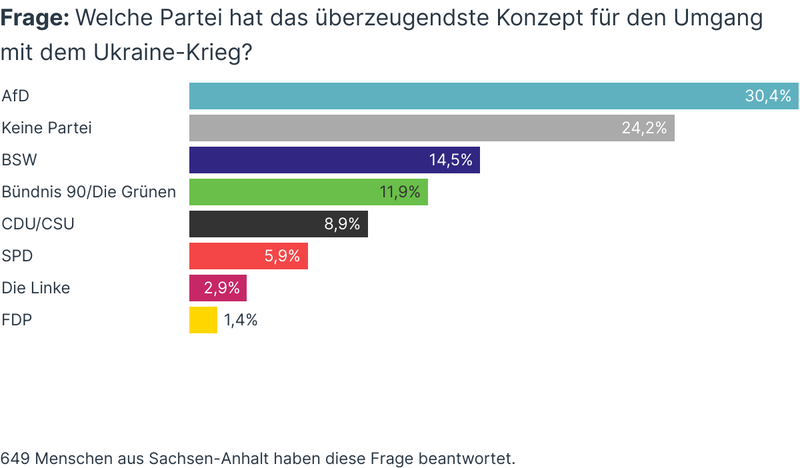 Frage: Welche Partei hat das überzeugendste Konzept für den Umgang
mit dem Ukraine-Krieg?
AfD 30,4%
Keine Partei 24,2%
BSW 14,5%
Bündnis 90/Die Grünen 11,9%
CDU/CSU 8,9%
SPD 5,9%
Die Linke 2,9%
FDP 1,4%
649 Menschen aus Sachsen-Anhalt haben diese Frage beantwortet.